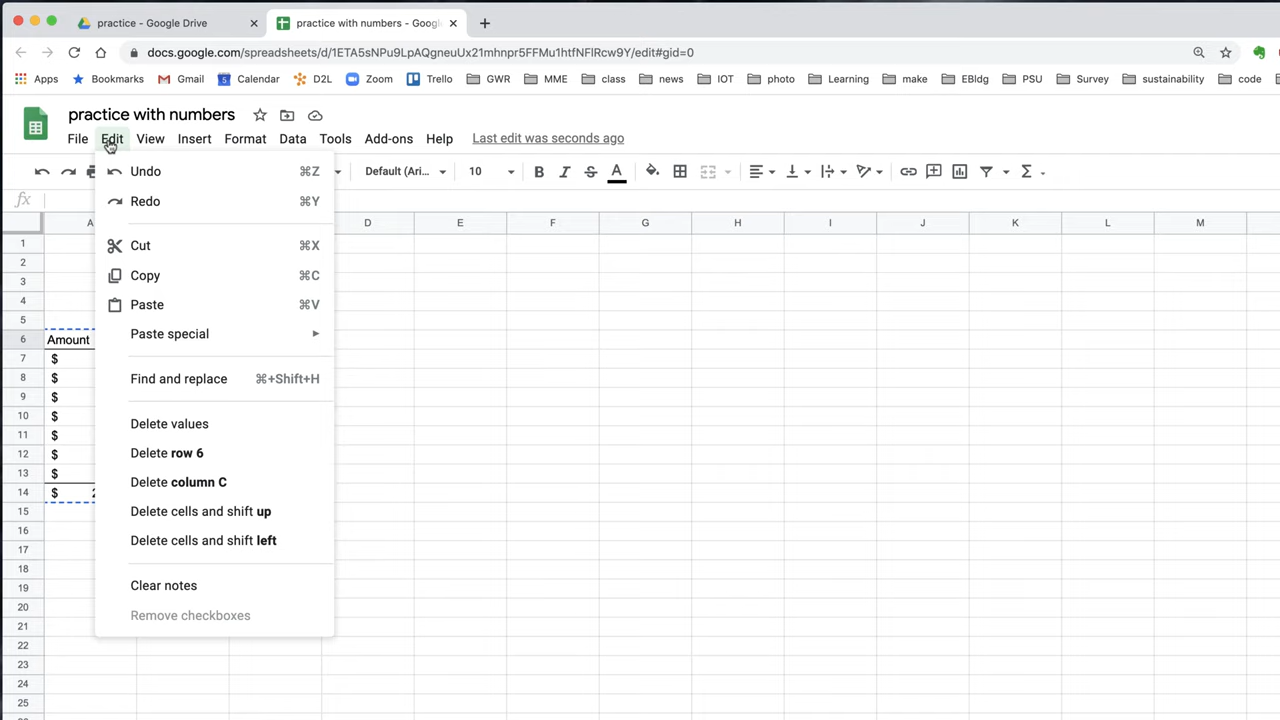 practice - Google Drive
practice with numbers - Goog
docs.google.com/spreadsheets/d/1ETA5sNPu9LpAQgneuUx21mhnpr5FFMu1htfNFlRcw9Y/edit#gid=0
Apps Bookmarks Gmail Calendar D2L Zoom Trello GWR MME class news IOT photo Learning make EBldg PSU Survey sustainability code
practice with numbers
File Edit View Insert Format Data Tools Add-ons Help Last edit was seconds ago
Default (Ari... 10 B I S A
fx
A D E F G H I J K L M
Undo ⌘Z
Redo ⌘Y
Cut ⌘X
Copy ⌘C
Paste ⌘V
Paste special
Find and replace ⌘+Shift+H
Delete values
Delete row 6
Delete column C
Delete cells and shift up
Delete cells and shift left
Clear notes
Remove checkboxes
1
2
3
4
5
6 Amount
7 $
8 $
9 $
10 $
11 $
12 $
13 $
14 $ 2
15
16
17
18
19
20
21
22
23
24
25